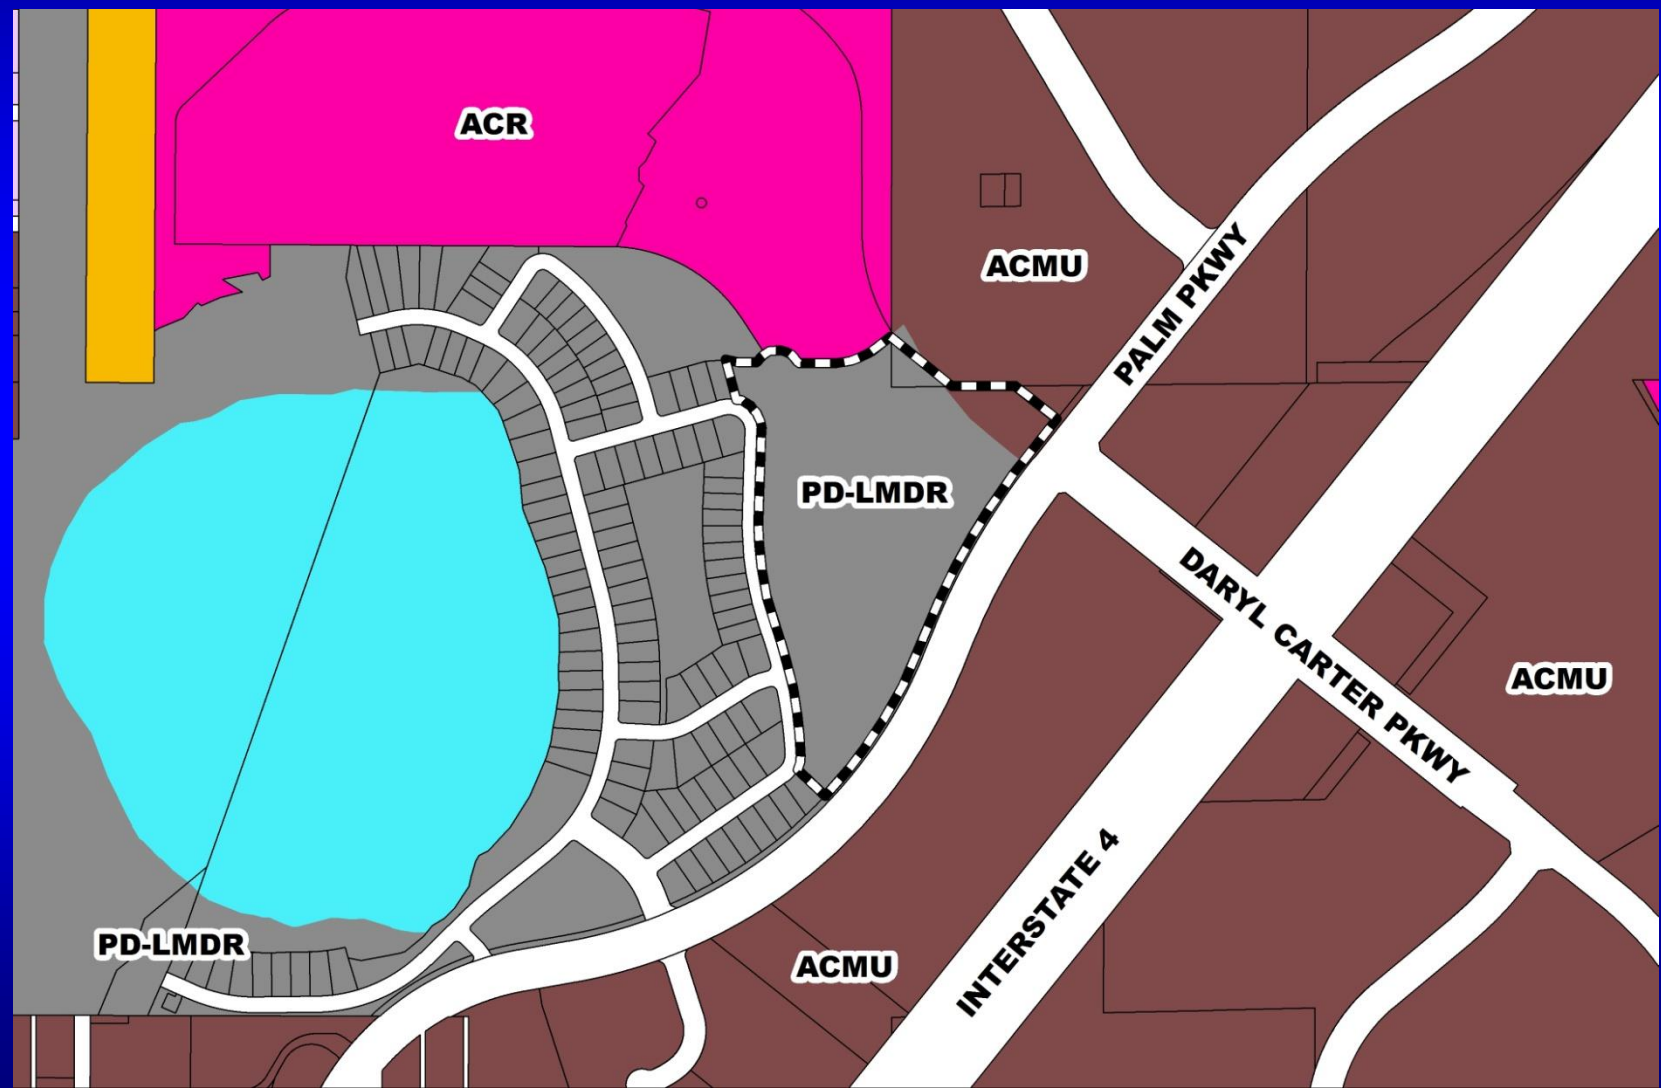 ACR
ACMU
PALM PKWY
PD-LMDR
DARYL CARTER PKWY
ACMU
INTERSTATE 4
PD-LMDR
ACMU